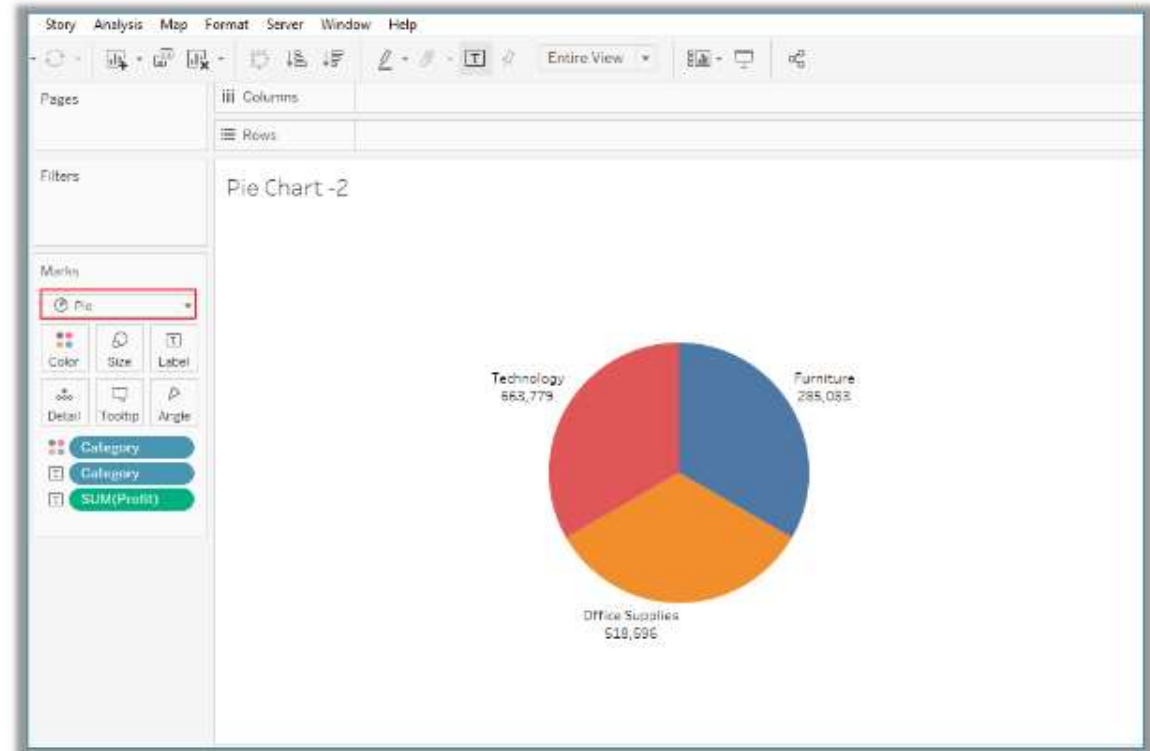 Story Analysis Map Format Server Window Help
Entire View
Pages
Columns
Rows
Filters
Pie Chart -2
Marks
Pie
Color Size Label
Detail Tooltip Angle
Category
Category
SUM(Profit)
Technology
663,779
Furniture
285,083
Office Supplies
518,596